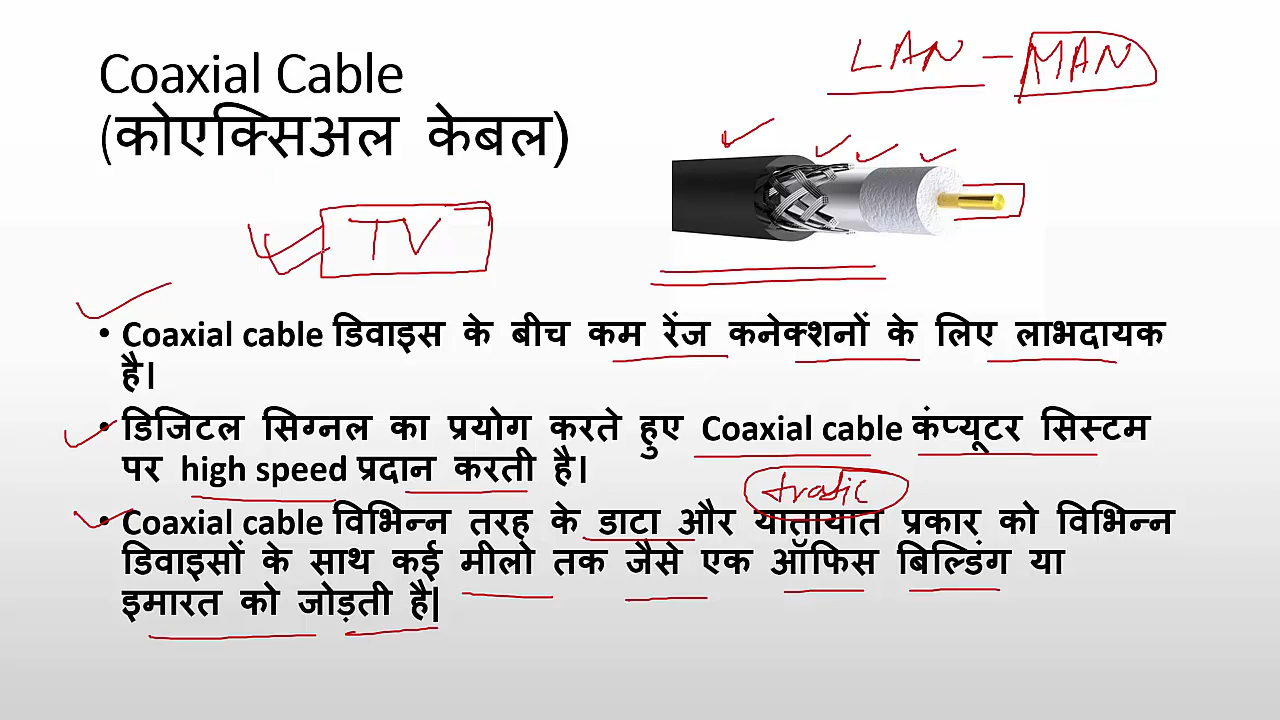 Coaxial Cable
(कोएक्सिअल केबल)
LAN - MAN
TV
• Coaxial cable डिवाइस के बीच कम रेंज कनेक्शनों के लिए लाभदायक
है।
• डिजिटल सिग्नल का प्रयोग करते हुए Coaxial cable कंप्यूटर सिस्टम
पर high speed प्रदान करती है।
trafic
• Coaxial cable विभिन्न तरह के डाटा और यातायात प्रकार को विभिन्न
डिवाइसों के साथ कई मीलो तक जैसे एक ऑफिस बिल्डिंग या
इमारत को जोड़ती है|